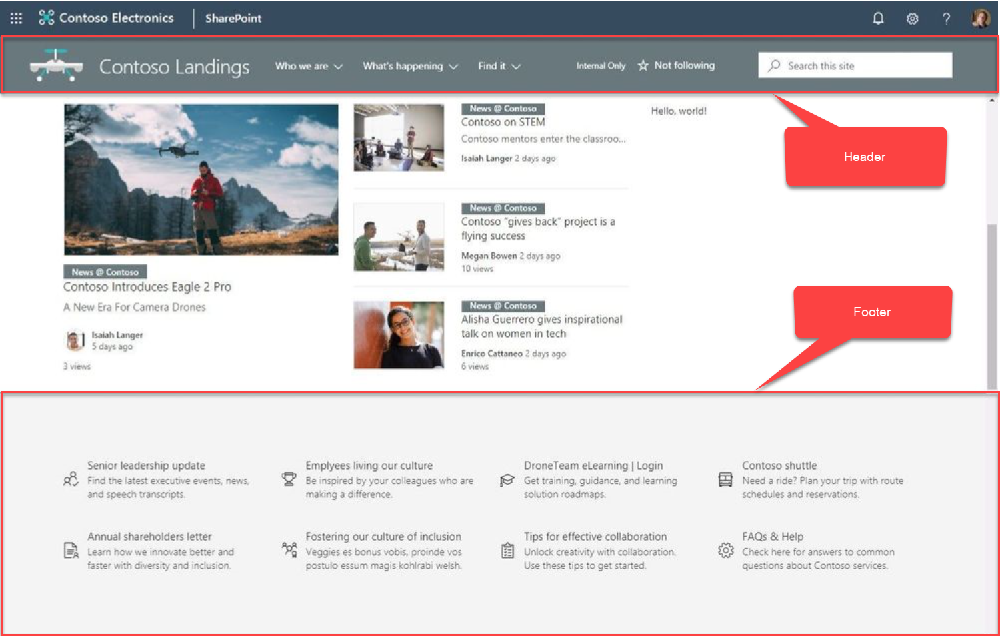 Contoso Electronics
SharePoint
?
Contoso Landings
Who we are
What's happening
Find it
Internal Only
Not following
Search this site
Header
News @ Contoso
Contoso Introduces Eagle 2 Pro
A New Era For Camera Drones
Isaiah Langer
5 days ago
3 views
News @ Contoso
Contoso on STEM
Contoso mentors enter the classroo...
Isaiah Langer 2 days ago
News @ Contoso
Contoso “gives back” project is a
flying success
Megan Bowen 2 days ago
10 views
News @ Contoso
Alisha Guerrero gives inspirational
talk on women in tech
Enrico Cattaneo 2 days ago
6 views
Hello, world!
Footer
Senior leadership update
Find the latest executive events, news,
and speech transcripts.
Emplyees living our culture
Be inspired by your colleagues who are
making a difference.
DroneTeam eLearning | Login
Get training, guidance, and learning
solution roadmaps.
Contoso shuttle
Need a ride? Plan your trip with route
schedules and reservations.
Annual shareholders letter
Learn how we innovate better and
faster with diversity and inclusion.
Fostering our culture of inclusion
Veggies es bonus vobis, proinde vos
postulo essum magis kohlrabi welsh.
Tips for effective collaboration
Unlock creativity with collaboration.
Use these tips to get started.
FAQs & Help
Check here for answers to common
questions about Contoso services.